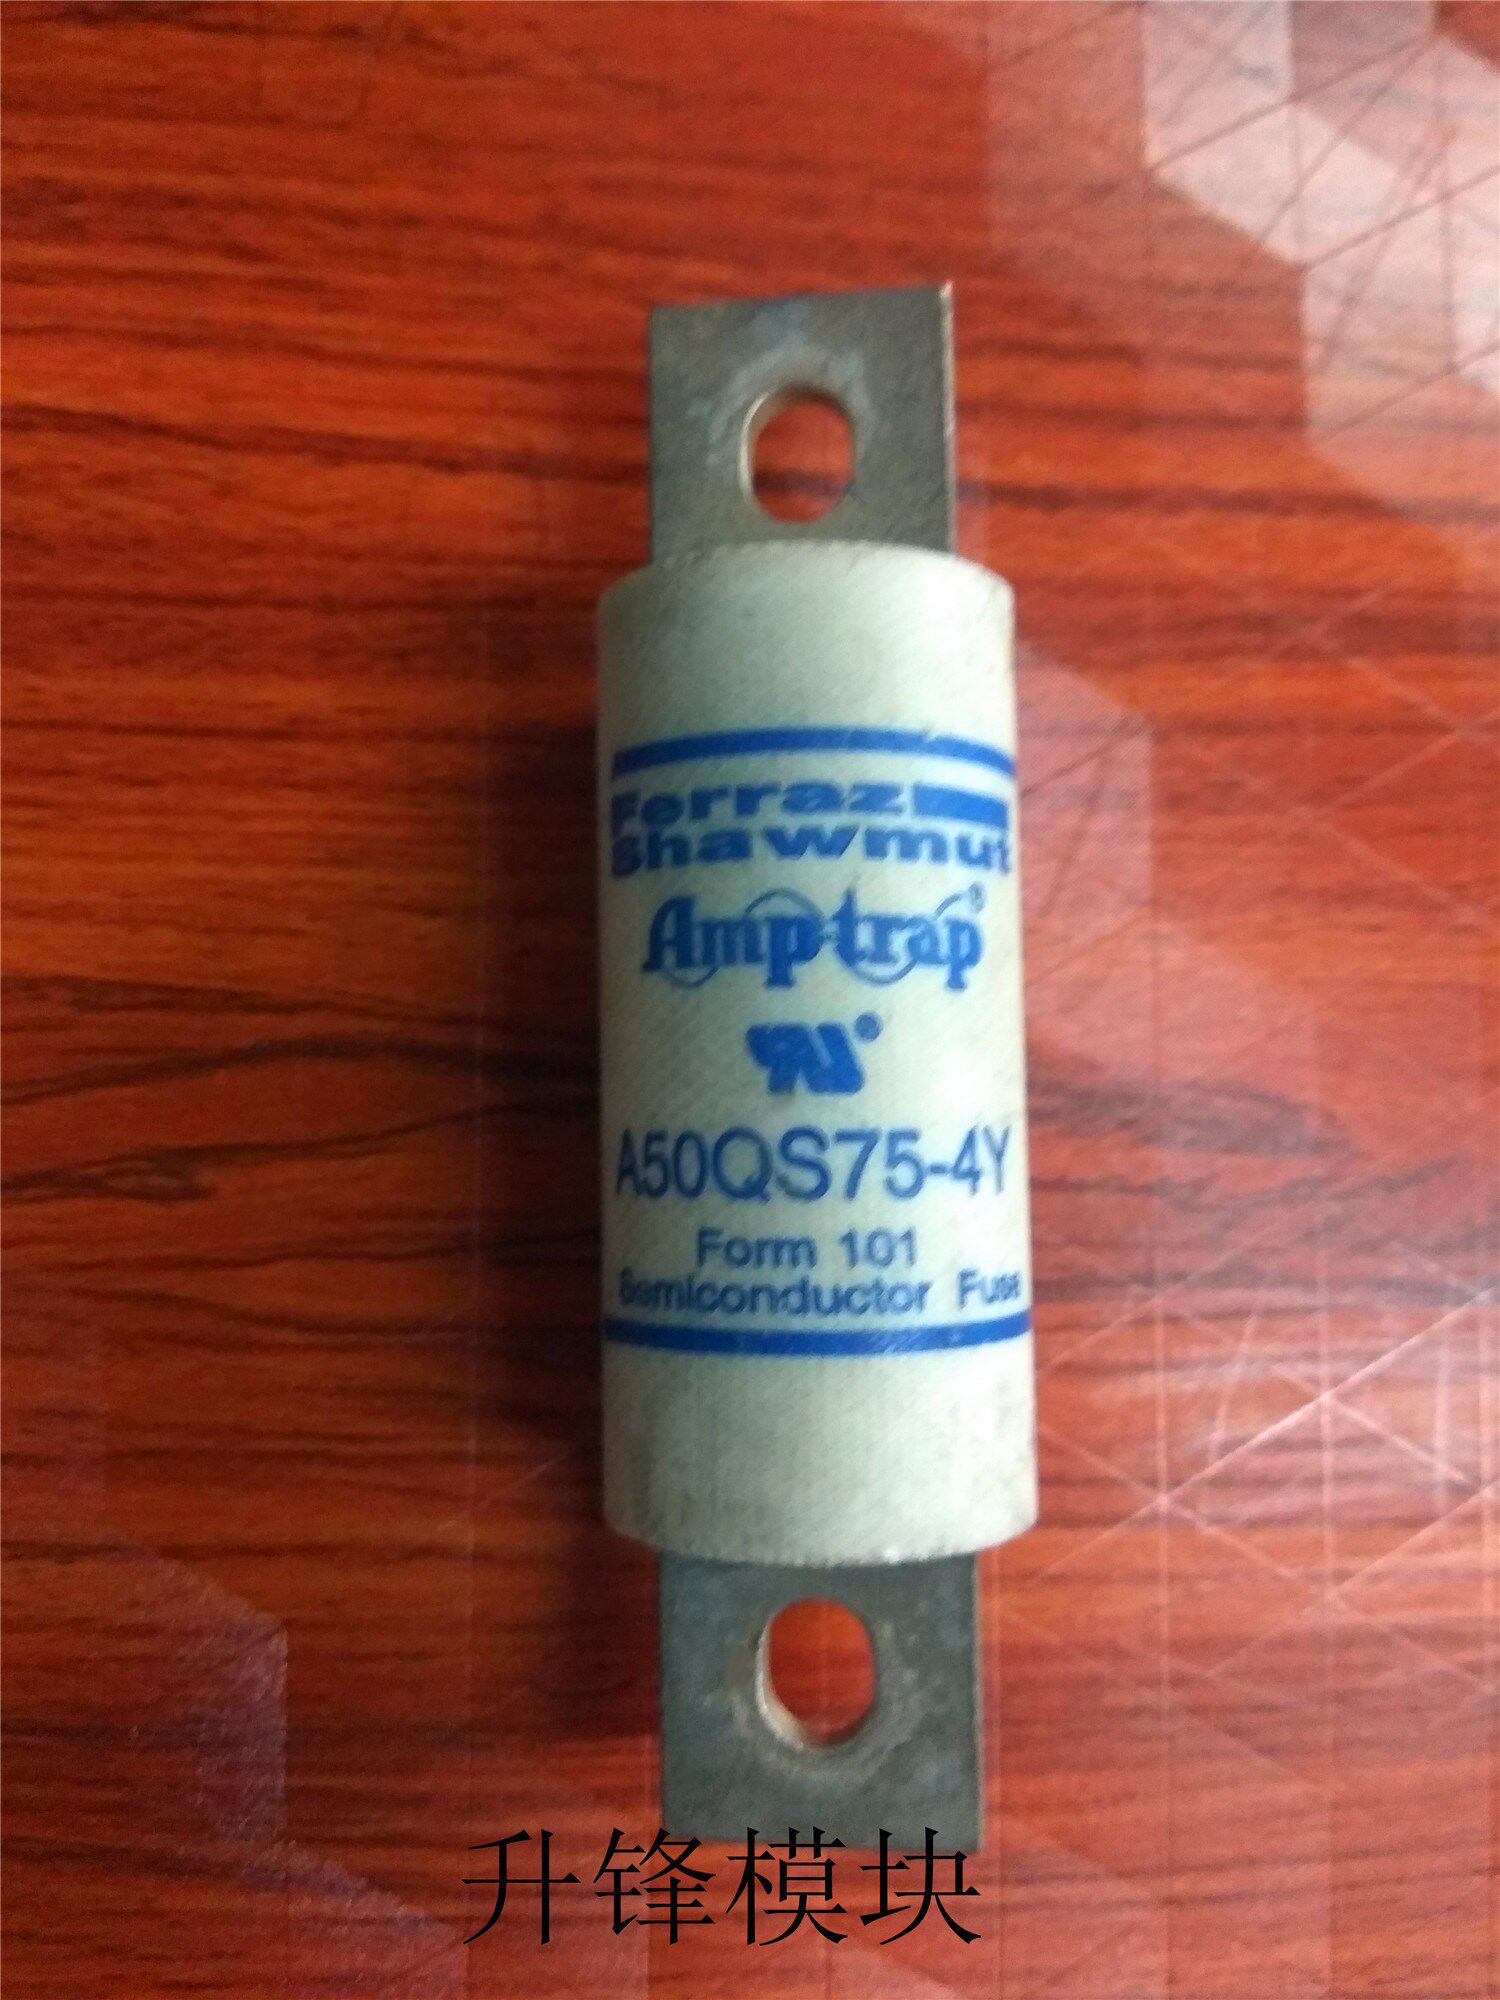 Ferraz
Shawmut
Amp-trap®
A50QS75-4Y
Form 101
Semiconductor Fuse
升锋模块